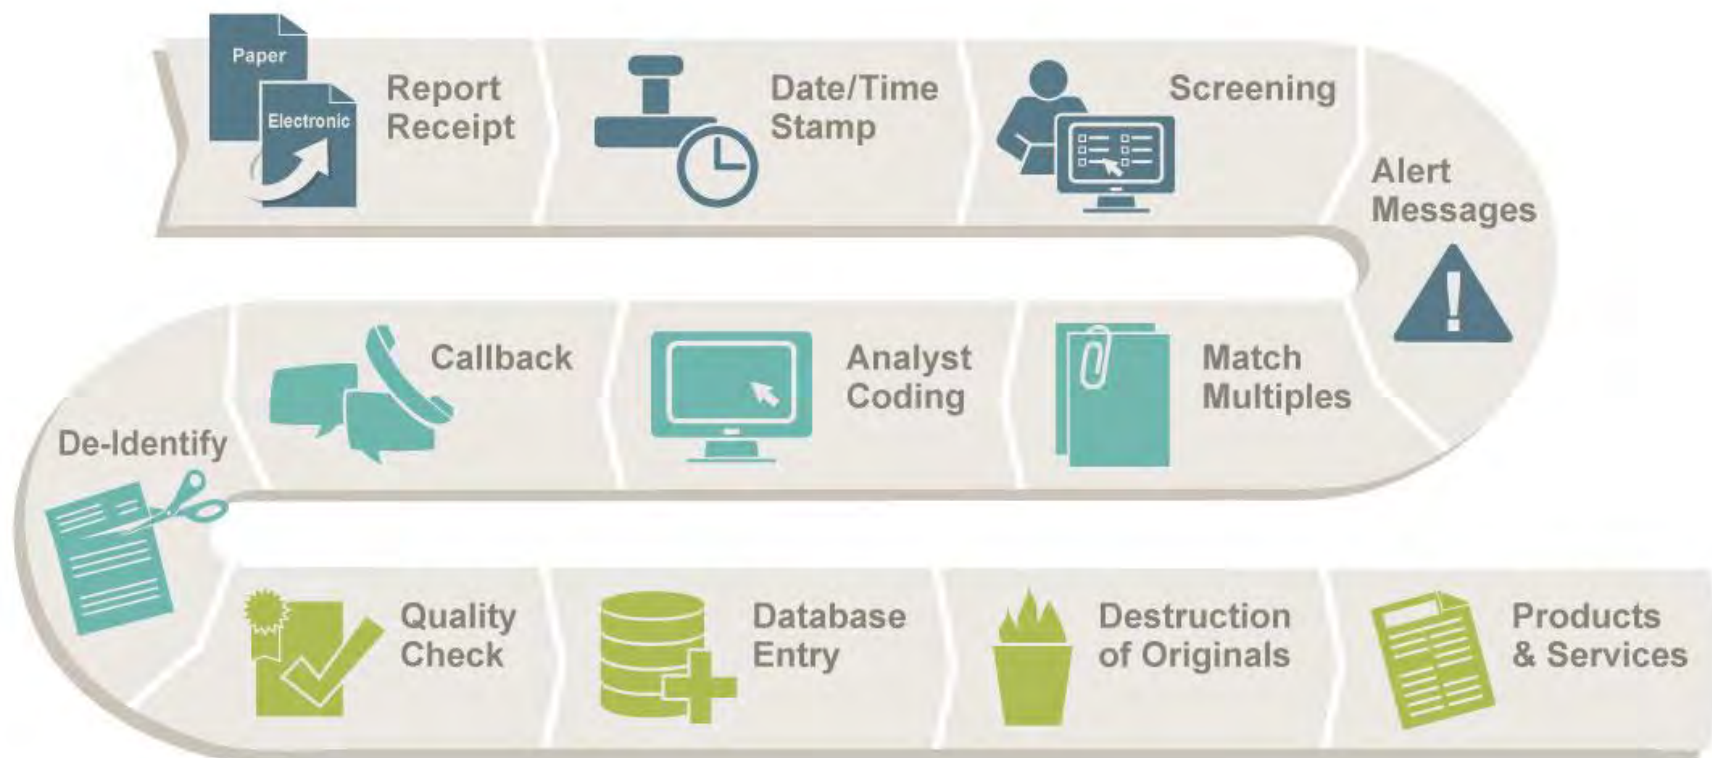 Paper
Electronic
Report
Receipt
Date/Time
Stamp
Screening
Alert
Messages
Match
Multiples
Analyst
Coding
Callback
De-Identify
Quality
Check
Database
Entry
Destruction
of Originals
Products
& Services